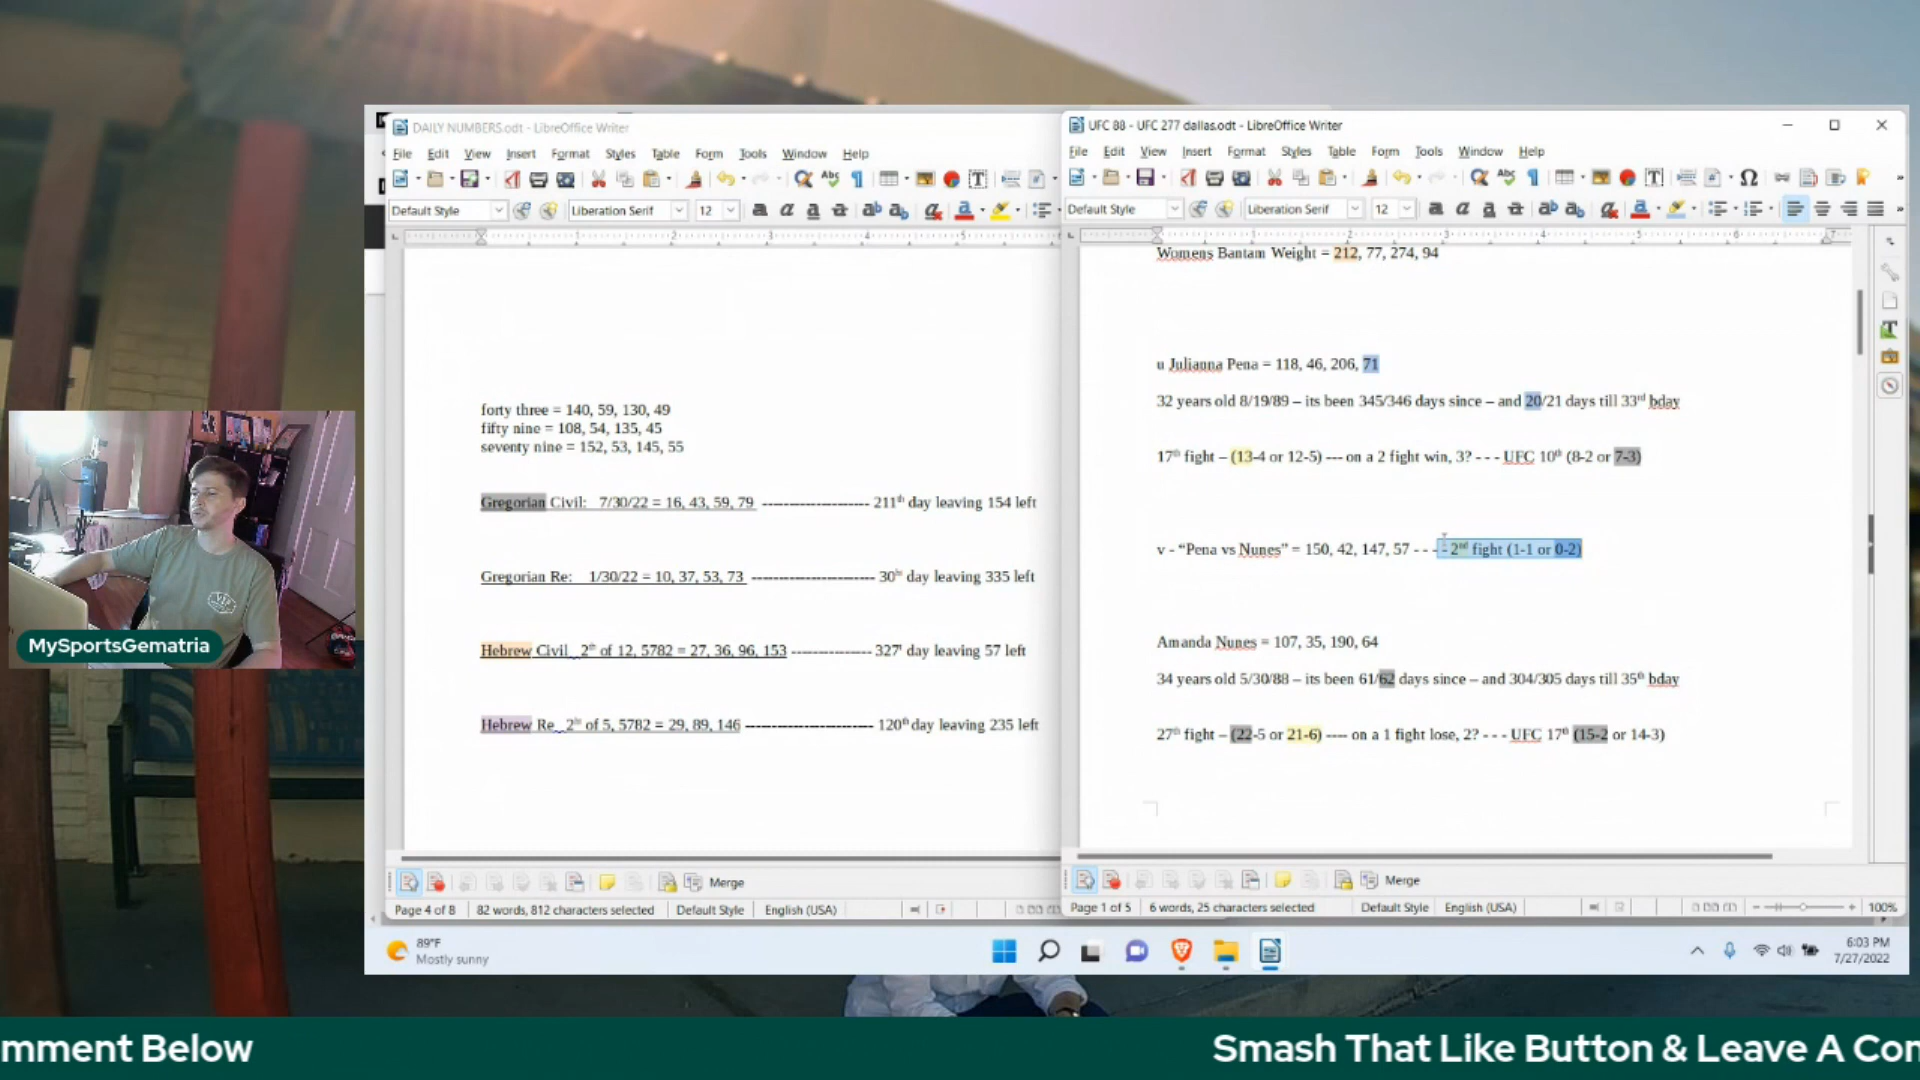 DAILY NUMBERS.odt - LibreOffice Writer
File Edit View Insert Format Styles Table Form Tools Window Help
Default Style
Liberation Serif
12
forty three = 140, 59, 130, 49
fifty nine = 108, 54, 135, 45
seventy nine = 152, 53, 145, 55
Gregorian Civil: 7/30/22 = 16, 43, 59, 79 -------------------- 211th day leaving 154 left
Gregorian Re: 1/30/22 = 10, 37, 53, 73 ----------------------- 30th day leaving 335 left
Hebrew Civil 2th of 12, 5782 = 27, 36, 96, 153 --------------- 327t day leaving 57 left
Hebrew Re 2th of 5, 5782 = 29, 89, 146 ------------------------ 120th day leaving 235 left
Merge
Page 4 of 8 82 words, 812 characters selected Default Style English (USA)
UFC 88 - UFC 277 dallas.odt - LibreOffice Writer
File Edit View Insert Format Styles Table Form Tools Window Help
Default Style
Liberation Serif
12
Womens Bantam Weight = 212, 77, 274, 94
u Julianna Pena = 118, 46, 206, 71
32 years old 8/19/89 – its been 345/346 days since – and 20/21 days till 33rd bday
17th fight – (13-4 or 12-5) --- on a 2 fight win, 3? - - - UFC 10th (8-2 or 7-3)
v - “Pena vs Nunes” = 150, 42, 147, 57 - - - - 2nd fight (1-1 or 0-2)
Amanda Nunes = 107, 35, 190, 64
34 years old 5/30/88 – its been 61/62 days since – and 304/305 days till 35th bday
27th fight – (22-5 or 21-6) ---- on a 1 fight lose, 2? - - - UFC 17th (15-2 or 14-3)
Merge
Page 1 of 5 6 words, 25 characters selected Default Style English (USA) 100%
MySportsGematria
89°F
Mostly sunny
6:03 PM
7/27/2022
mment Below
Smash That Like Button & Leave A Con